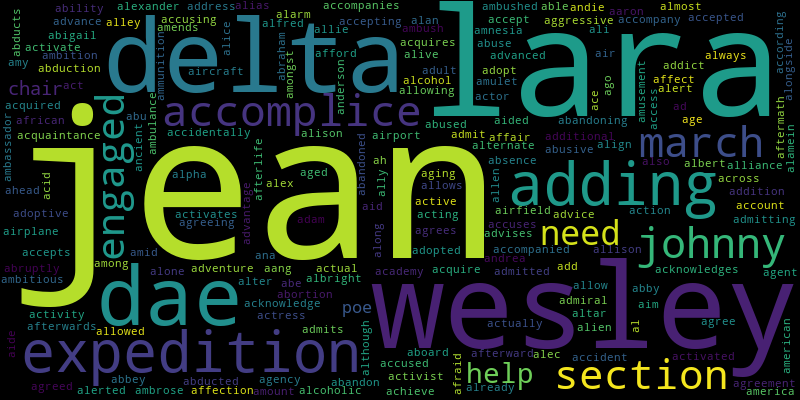 ability alexander address alias accompanies ambushed able andie aaron almost
abducts advance alley accusing alarm accepting alan accept aggressive accompany accepted
abigail amends alfred allie ambush amnesia ali always according
activate delta alice abraham afford acquires abuse air alongside
amy ambition ammunition amongst alive lara advanced addict affect
abduction aircraft adult adopt alert
chair act anderson alcohol amulet
acquired allowing actor ace ago access amusement ad age aftermath
african accomplice abused aided abandoning additional
ambassador engaged abu ambulance accidentally alison airport admit affair abusive align march alamein
acquaintance ancient afterlife abandoned ah alternate also albert alliance
jean absence across
acid alpha aged aging allen adding addition
ahead alex ally allows active action account
adoptive activates advantage adam aid acting airfield advice admitting
airplane agreeing along agrees accuses need johnny
accepts amid ana adopted advises accompanied allison
abruptly among alone adventure aang actual academy acquire andrea admitted add acknowledges agent
ambitious dae alter abe albright wesley allow abby
abortion admiral aim
activity acknowledge poe altar
afterwards allowed actress admits actually alien al agree american
aide expedition although aboard afterward alec accident activated
abbey abducted agency accused afraid help section
agreed alerted ambrose affection amount alcoholic abandon activist achieve already agreement america